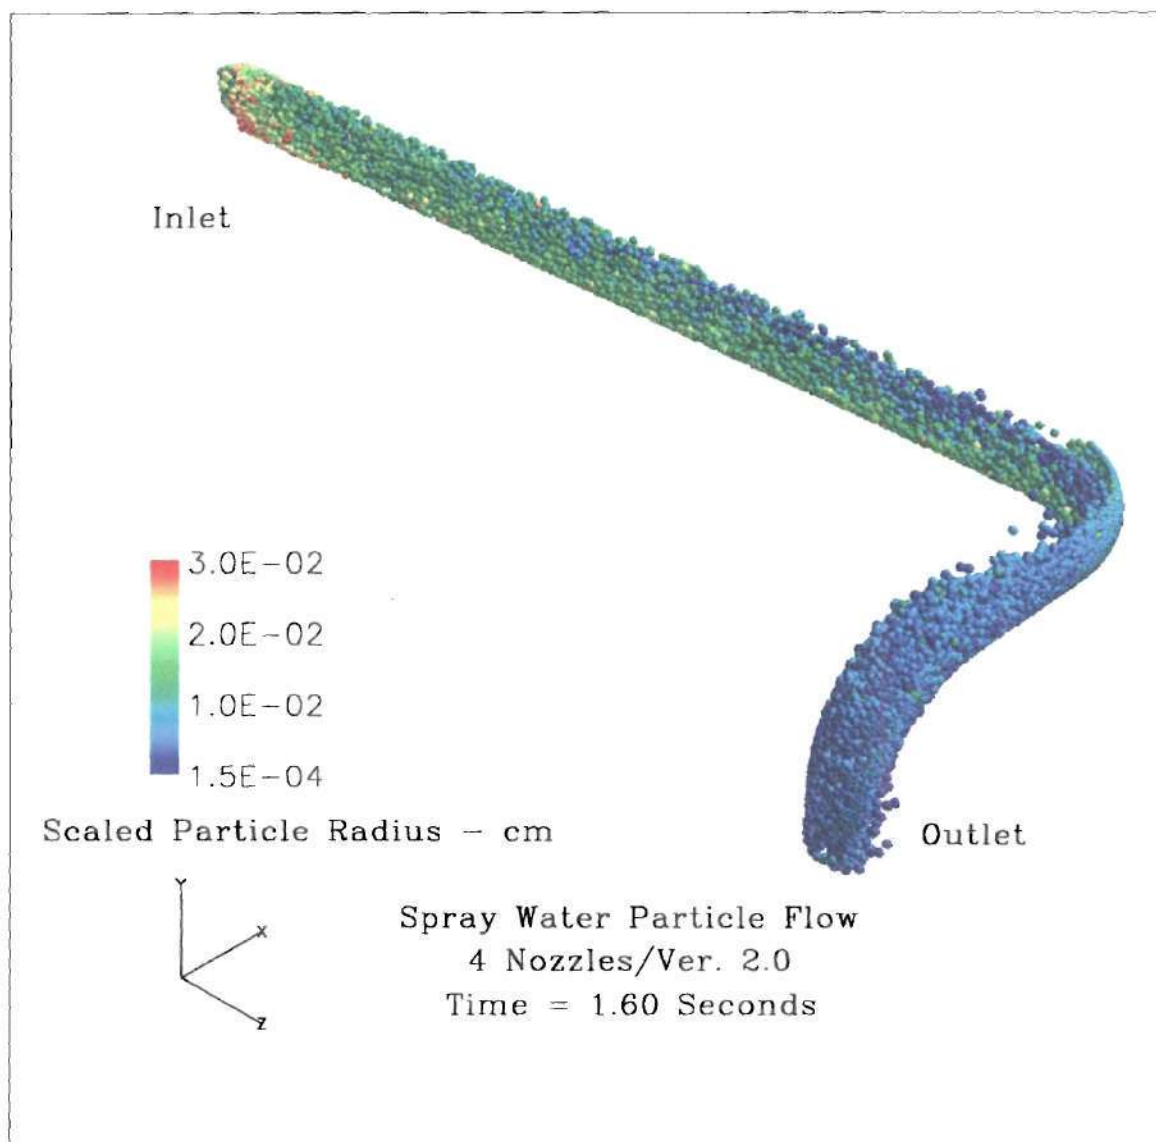 Inlet
3.0E-02
2.0E-02
1.0E-02
1.5E-04
Scaled Particle Radius - cm
Outlet
Y
X
Z
Spray Water Particle Flow
4 Nozzles/Ver. 2.0
Time = 1.60 Seconds